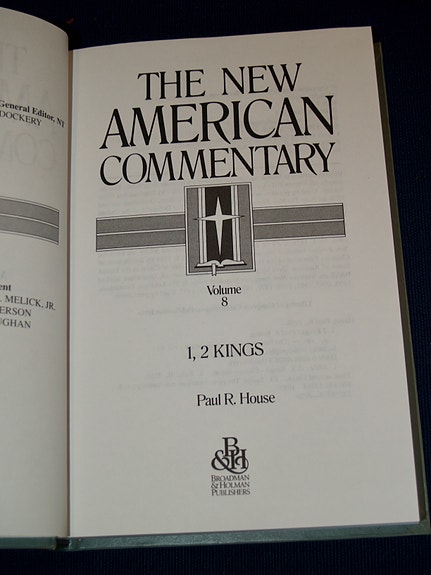 General Editor, NT
DOCKERY
ent
MELICK, JR.
ERSON
UGHAN
THE NEW
AMERICAN
COMMENTARY
Volume
8
1, 2 KINGS
Paul R. House
B
&H
BROADMAN
& HOLMAN
PUBLISHERS